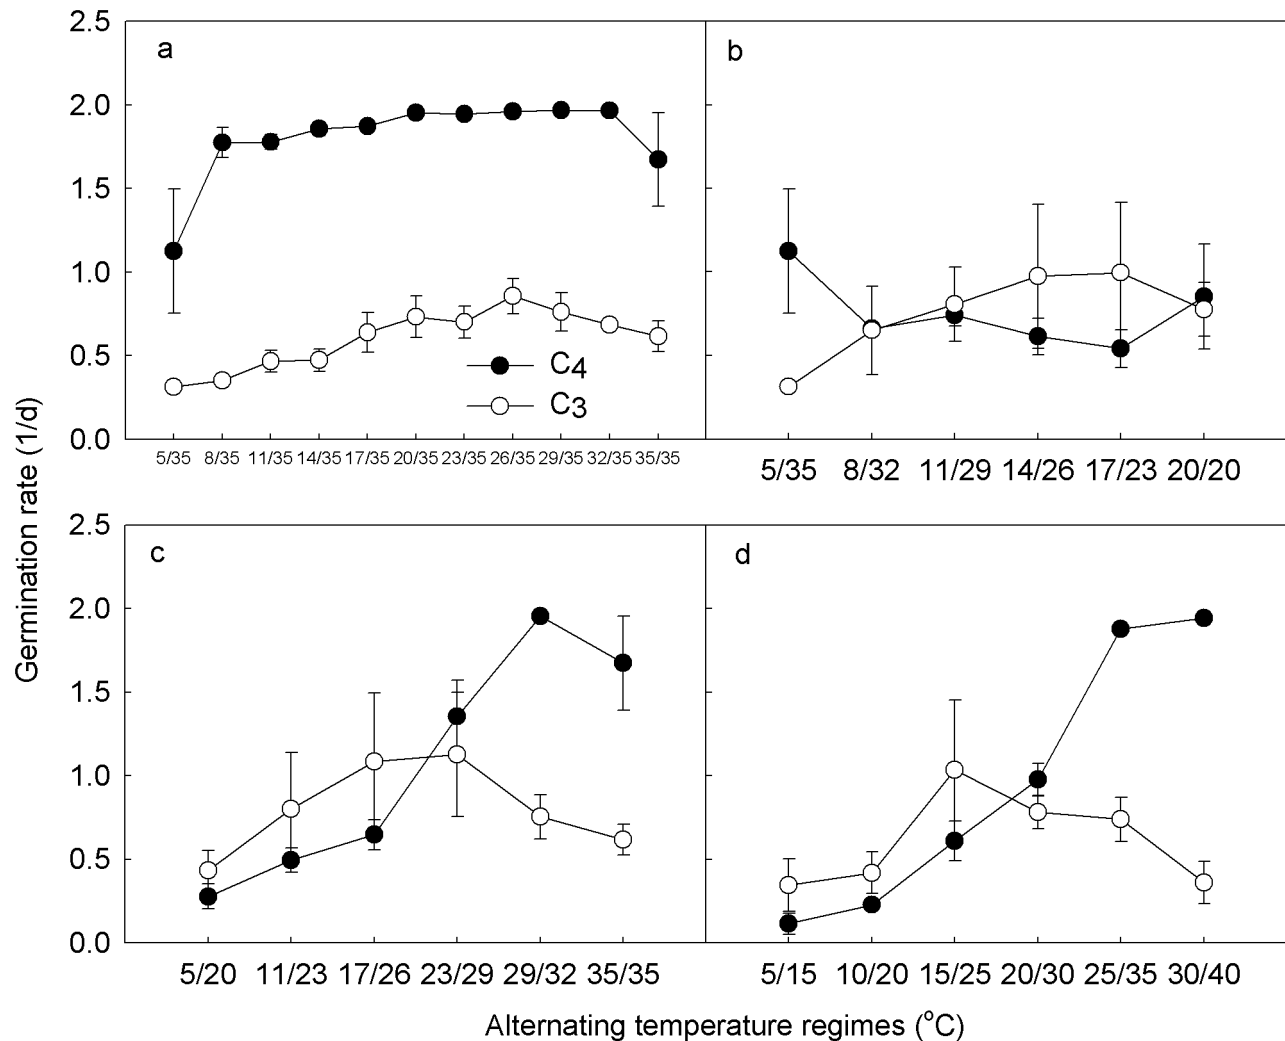 Germination rate (1/d)
a
2.5
2.0
1.5
1.0
0.5
0.0
C4
C3
5/35 8/35 11/35 14/35 17/35 20/35 23/35 26/35 29/35 32/35 35/35
b
5/35 8/32 11/29 14/26 17/23 20/20
c
2.5
2.0
1.5
1.0
0.5
0.0
5/20 11/23 17/26 23/29 29/32 35/35
d
5/15 10/20 15/25 20/30 25/35 30/40
Alternating temperature regimes (°C)